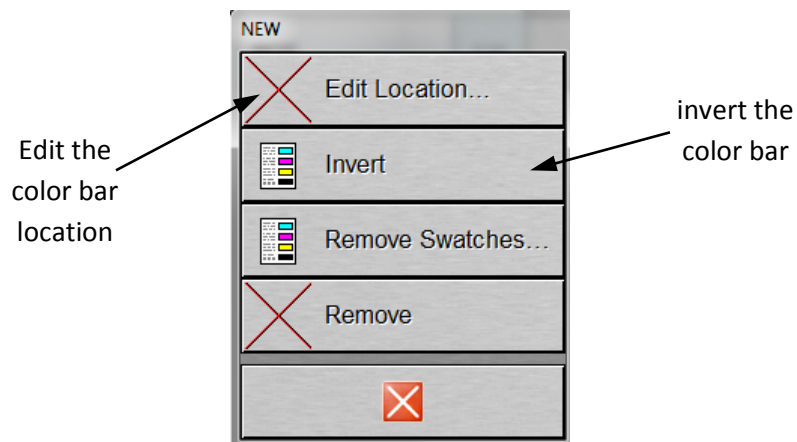 NEW
Edit Location...
Invert
Remove Swatches...
Remove
Edit the
color bar
location
invert the
color bar